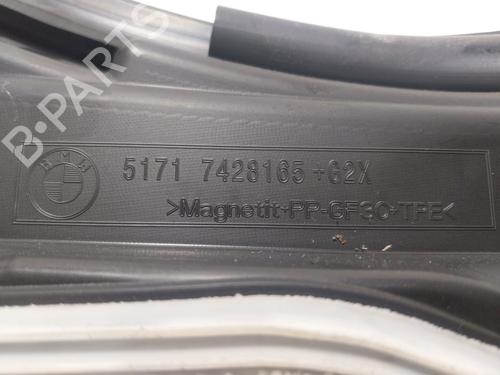 B-PARTS
BMW
5171 7428165 +G2X
>Magnetit+PP-GF30+TPE<